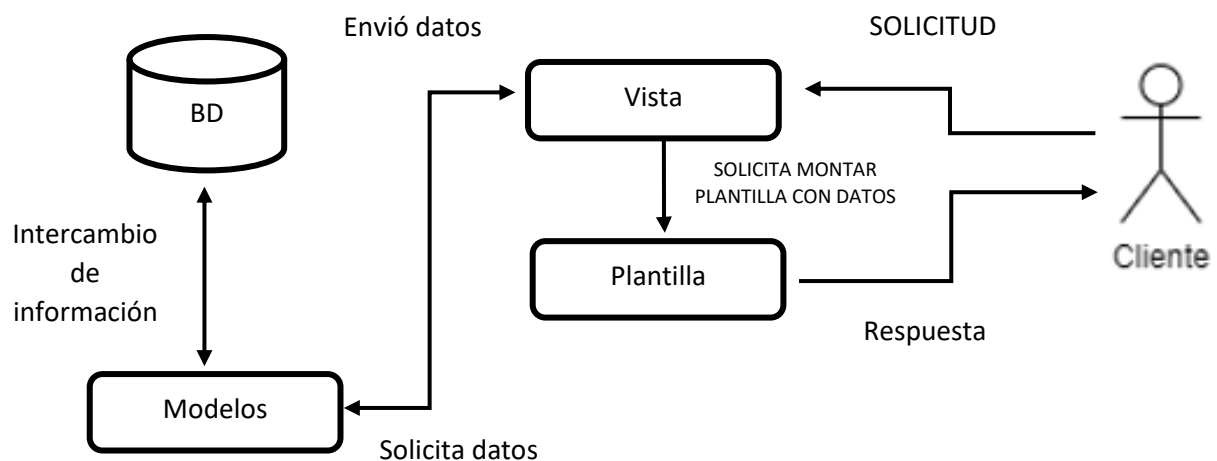 Envió datos
SOLICITUD
BD
Vista
SOLICITA MONTAR
PLANTILLA CON DATOS
Intercambio
de
información
Plantilla
Cliente
Respuesta
Modelos
Solicita datos